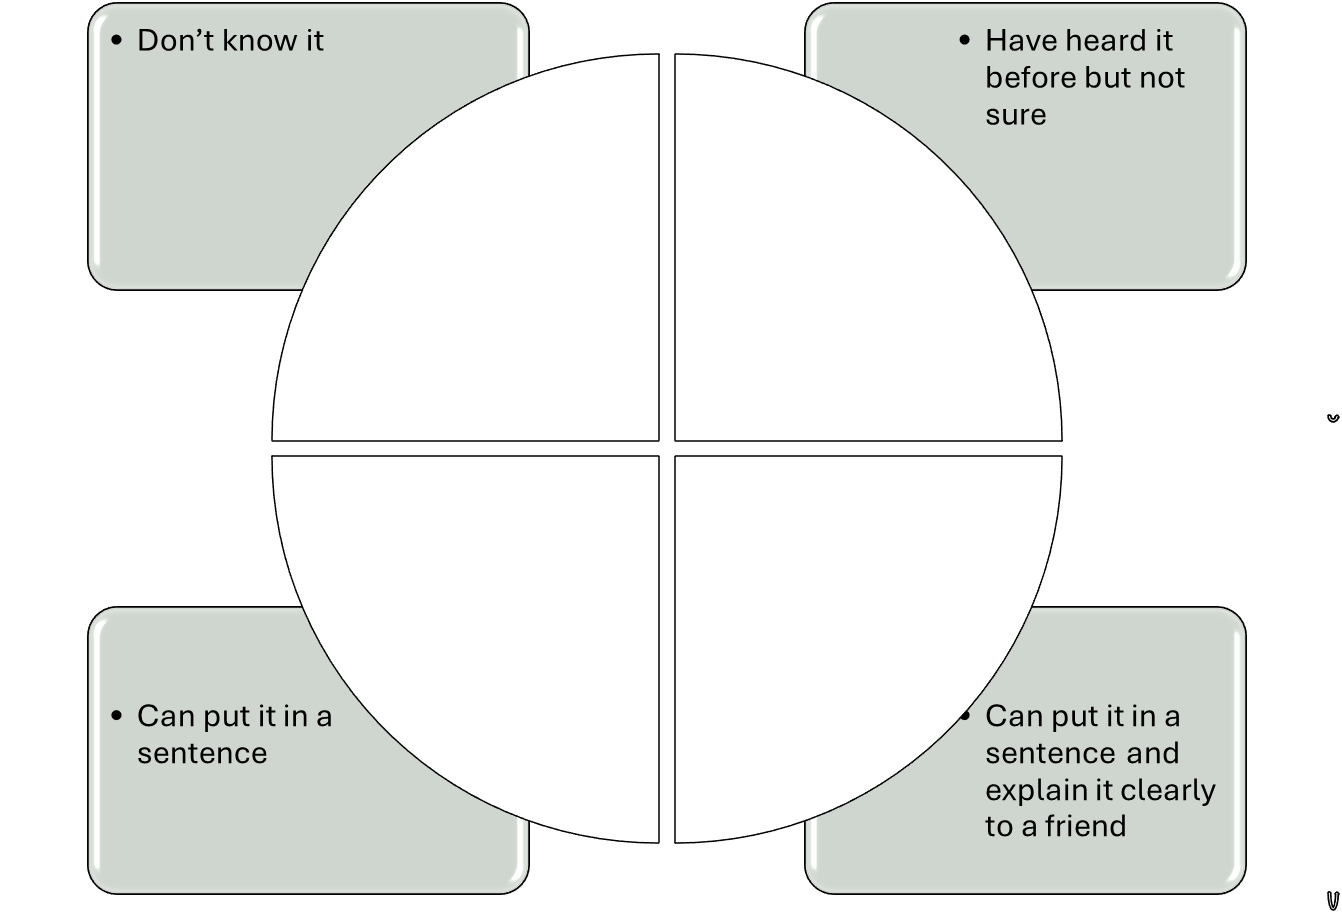 • Don’t know it
• Have heard it
before but not
sure
• Can put it in a
sentence
• Can put it in a
sentence and
explain it clearly
to a friend